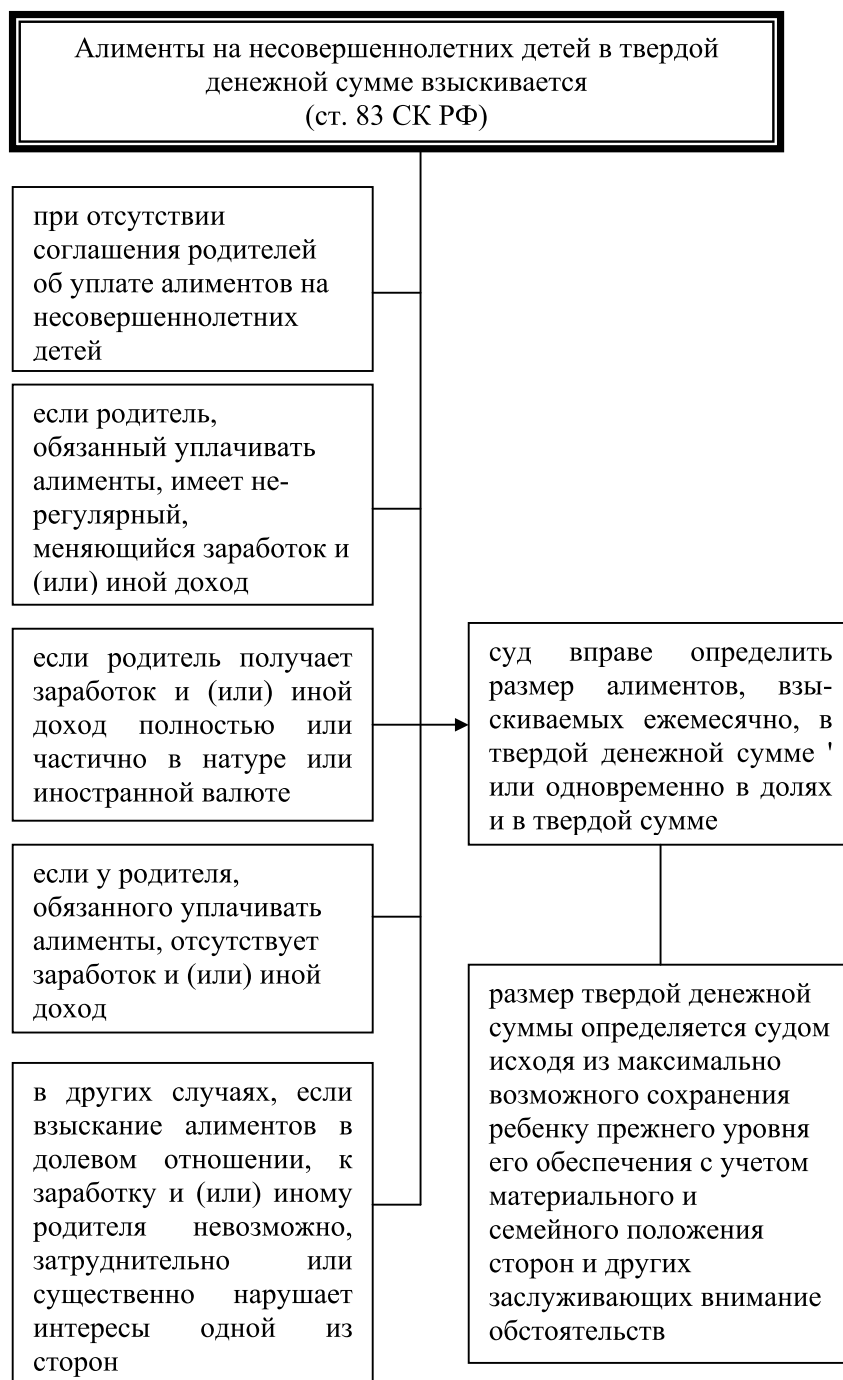 Алименты на несовершеннолетних детей в твердой
денежной сумме взыскивается
(ст. 83 СК РФ)
при отсутствии
соглашения родителей
об уплате алиментов на
несовершеннолетних
детей
если родитель,
обязанный уплачивать
алименты, имеет не-
регулярный,
меняющийся заработок и
(или) иной доход
если родитель получает
заработок и (или) иной
доход полностью или
частично в натуре или
иностранной валюте
если у родителя,
обязанного уплачивать
алименты, отсутствует
заработок и (или) иной
доход
в других случаях, если
взыскание алиментов в
долевом отношении, к
заработку и (или) иному
родителя невозможно,
затруднительно или
существенно нарушает
интересы одной из
сторон
суд вправе определить
размер алиментов, взы-
скиваемых ежемесячно, в
твердой денежной сумме '
или одновременно в долях
и в твердой сумме
размер твердой денежной
суммы определяется судом
исходя из максимально
возможного сохранения
ребенку прежнего уровня
его обеспечения с учетом
материального и
семейного положения
сторон и других
заслуживающих внимание
обстоятельств